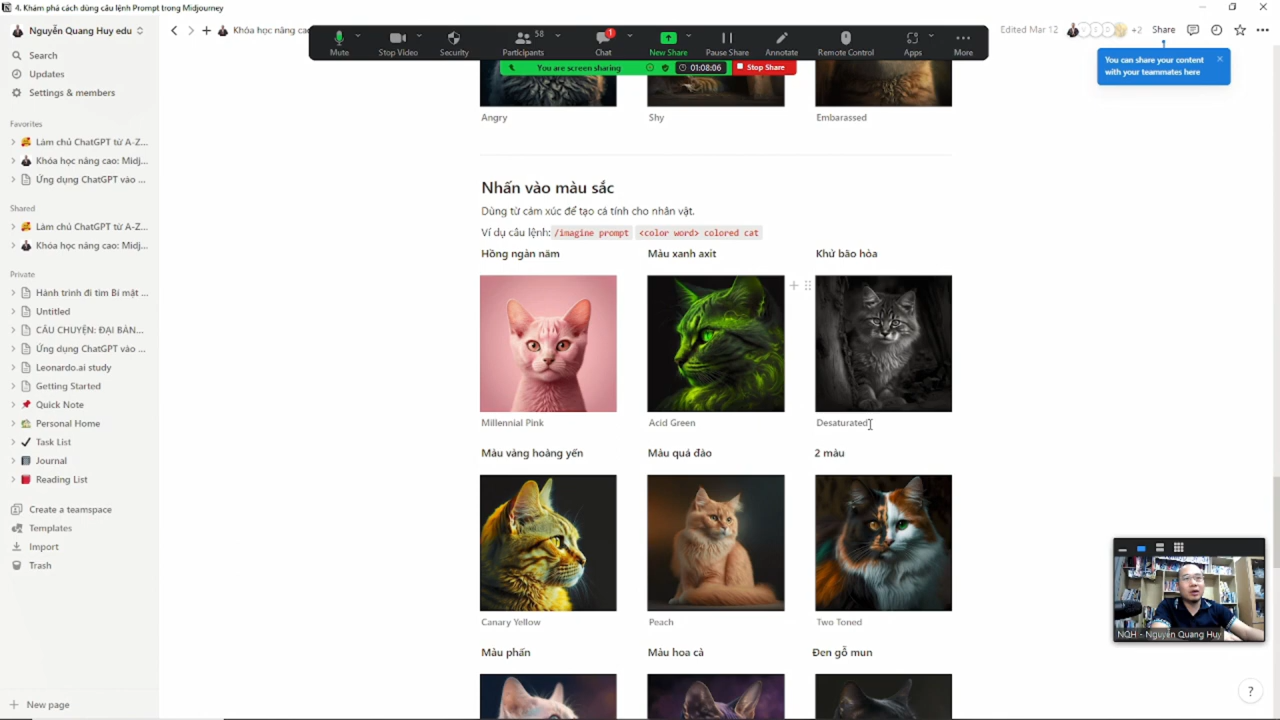 4. Khám phá cách dùng câu lệnh Prompt trong Midjourney
Nguyễn Quang Huy edu
Khóa học nâng cao
58
1
Mute
Stop Video
Security
Participants
Chat
New Share
Pause Share
Annotate
Remote Control
Apps
More
Edited Mar 12
+2
Share
You are screen sharing
01:08:06
Stop Share
You can share your content
with your teammates here
Search
Updates
Settings & members
Favorites
Làm chủ ChatGPT từ A-Z...
Khóa học nâng cao: Midj...
Ứng dụng ChatGPT vào ...
Shared
Làm chủ ChatGPT từ A-Z...
Khóa học nâng cao: Midj...
Private
Hành trình đi tìm Bí mật ...
Untitled
CÂU CHUYỆN: ĐẠI BÀN...
Ứng dụng ChatGPT vào ...
Leonardo.ai study
Getting Started
Quick Note
Personal Home
Task List
Journal
Reading List
Create a teamspace
Templates
Import
Trash
New page
Angry
Shy
Embarassed
Nhấn vào màu sắc
Dùng từ cảm xúc để tạo cá tính cho nhân vật.
Ví dụ câu lệnh: /imagine prompt <color word> colored cat
Hồng ngàn năm
Màu xanh axit
Khử bão hòa
Millennial Pink
Acid Green
Desaturated
Màu vàng hoàng yến
Màu quả đào
2 màu
Canary Yellow
Peach
Two Toned
Màu phấn
Màu hoa cà
Đen gỗ mun
NQH - Nguyen Quang Huy
?